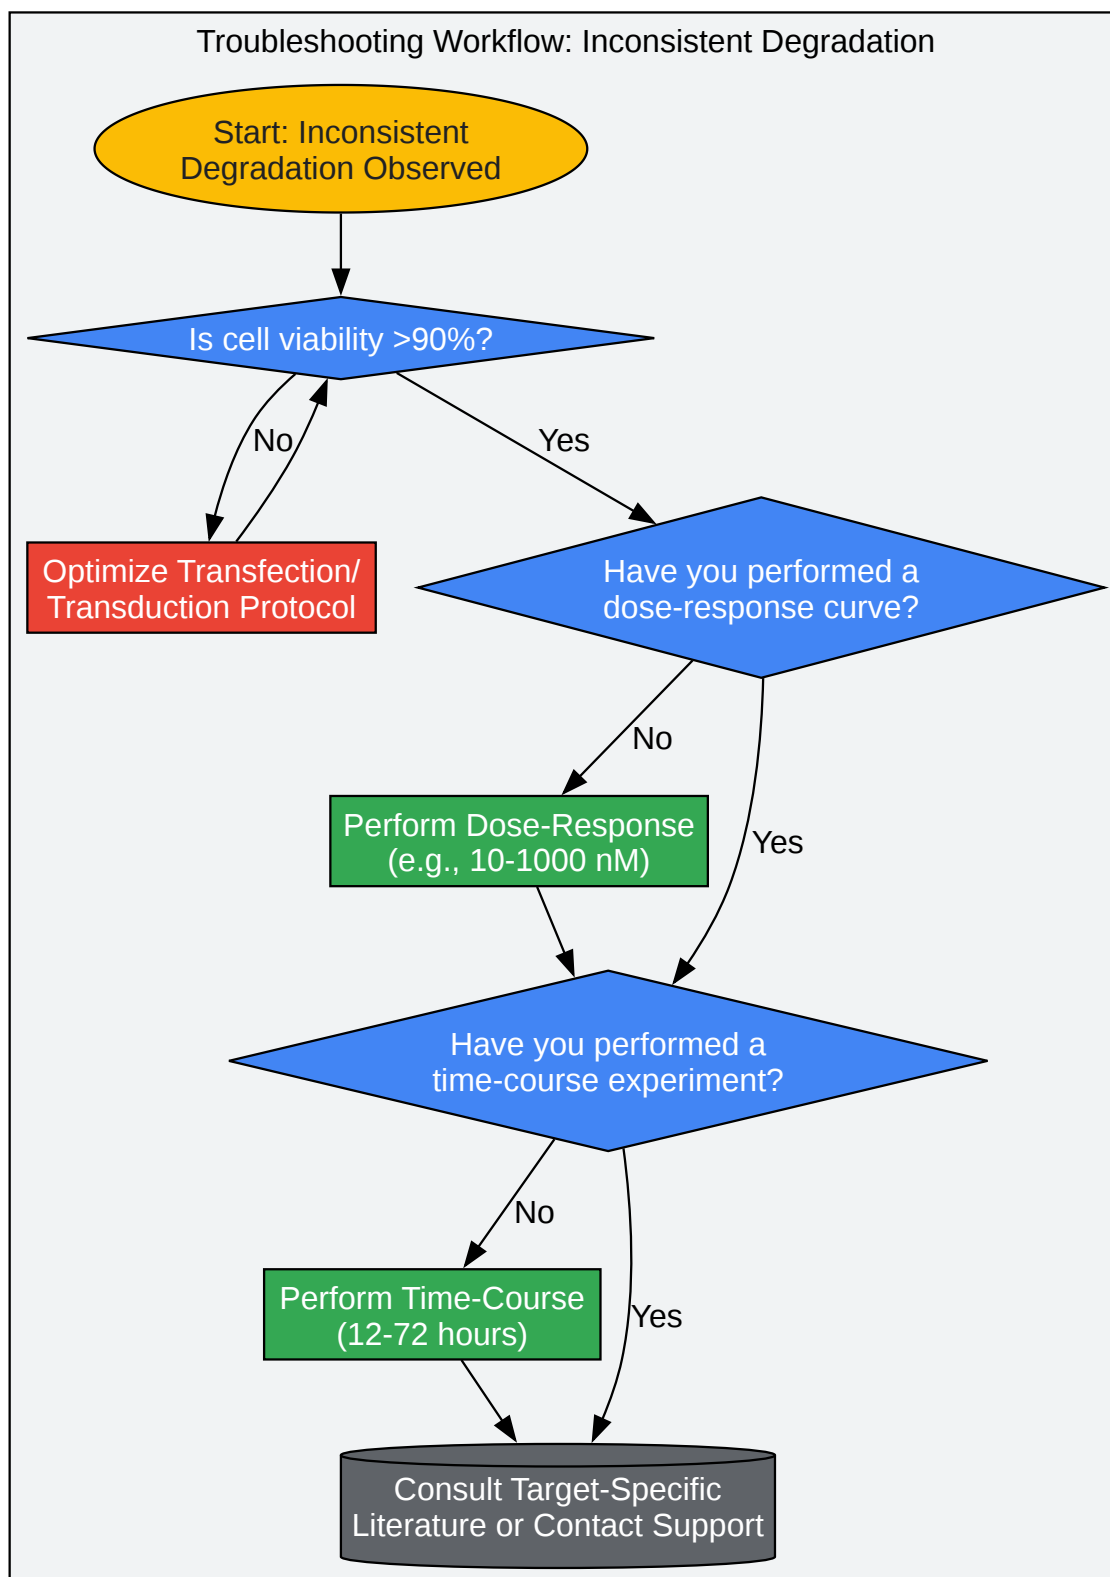 Troubleshooting Workflow: Inconsistent Degradation
Start: Inconsistent
Degradation Observed
Is cell viability >90%?
No
Yes
Optimize Transfection/
Transduction Protocol
Have you performed a
dose-response curve?
No
Yes
Perform Dose-Response
(e.g., 10-1000 nM)
Have you performed a
time-course experiment?
No
Yes
Perform Time-Course
(12-72 hours)
Consult Target-Specific
Literature or Contact Support